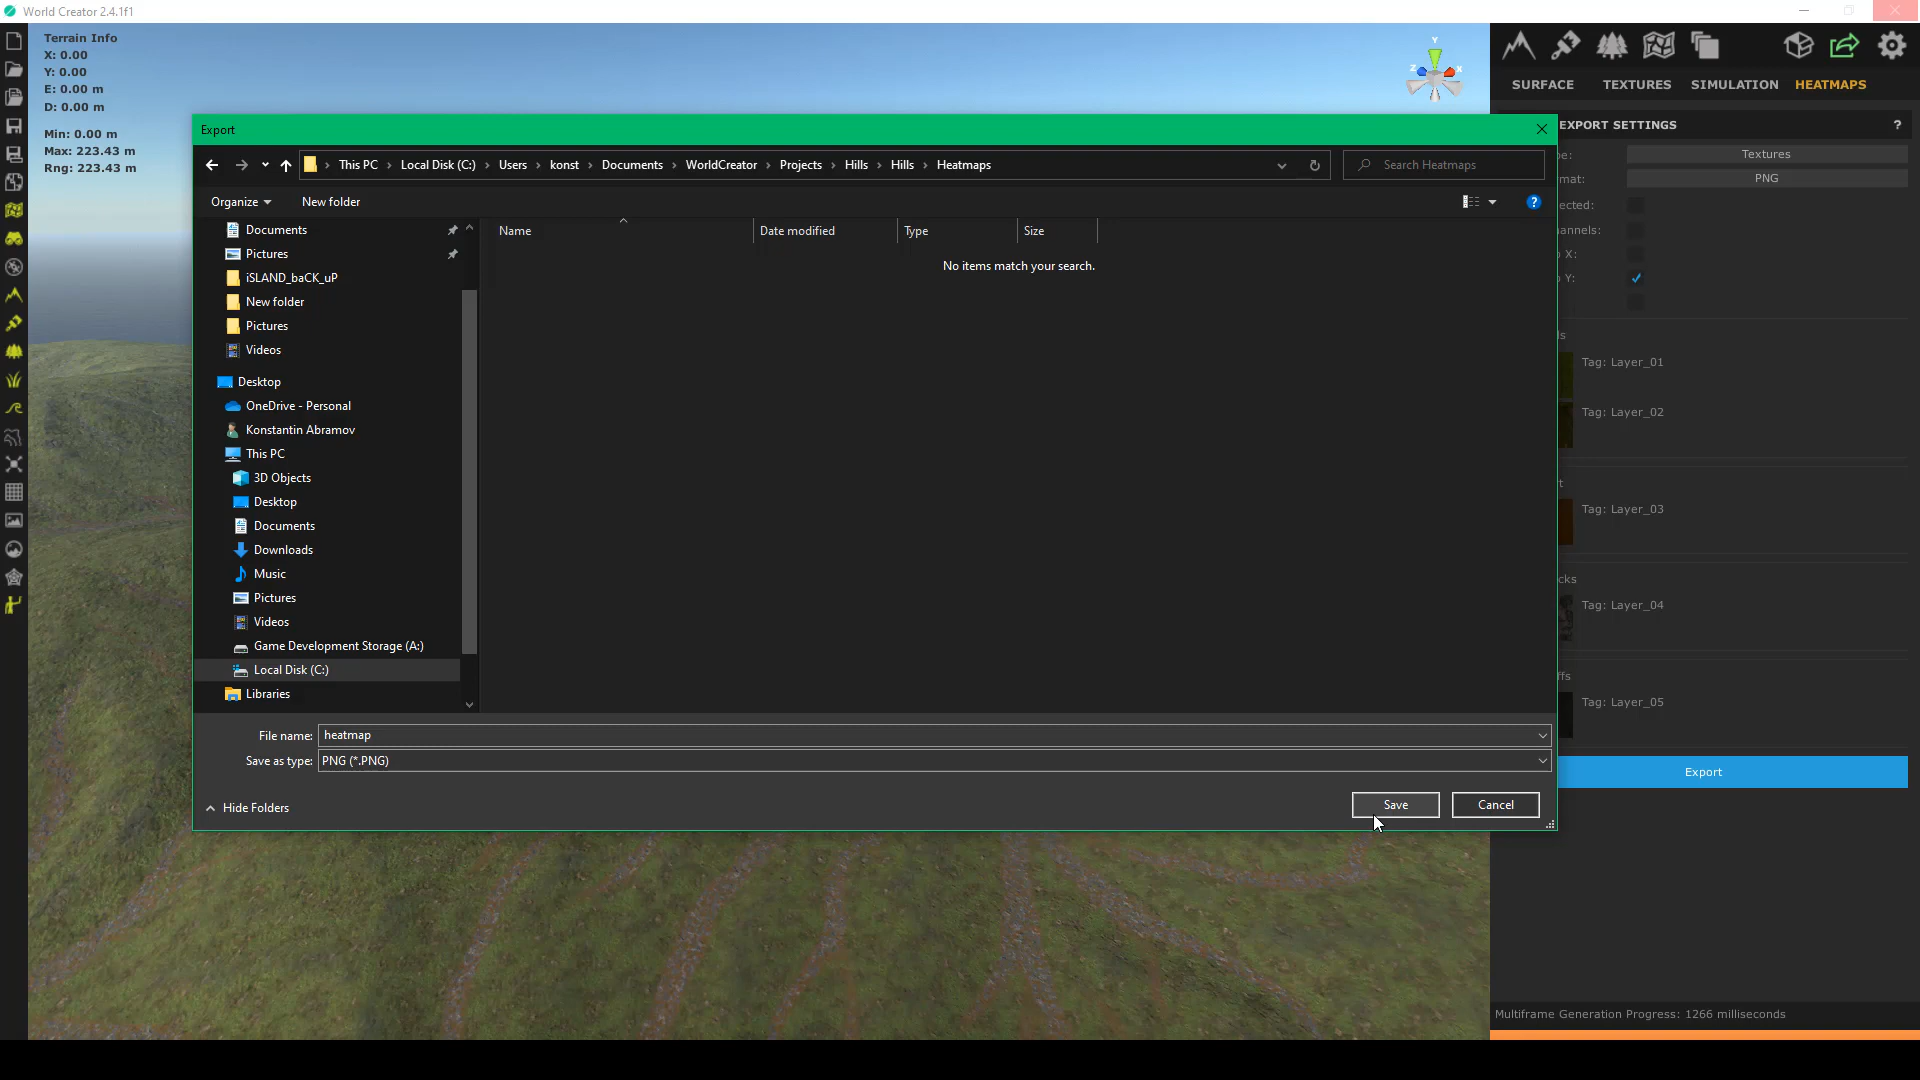 World Creator 2.4.1f1
Terrain Info
X: 0.00
Y: 0.00
E: 0.00 m
D: 0.00 m
Min: 0.00 m
Max: 223.43 m
Rng: 223.43 m
Y
Z X
SURFACE TEXTURES SIMULATION HEATMAPS
EXPORT SETTINGS ?
Textures
PNG
X:
Y:
Tag: Layer_01
Tag: Layer_02
Tag: Layer_03
Tag: Layer_04
Tag: Layer_05
Export
Multiframe Generation Progress: 1266 milliseconds
Export
This PC › Local Disk (C:) › Users › konst › Documents › WorldCreator › Projects › Hills › Hills › Heatmaps
Search Heatmaps
Organize New folder
?
Documents
Pictures
iSLAND_baCK_uP
New folder
Pictures
Videos
Desktop
OneDrive - Personal
Konstantin Abramov
This PC
3D Objects
Desktop
Documents
Downloads
Music
Pictures
Videos
Game Development Storage (A:)
Local Disk (C:)
Libraries
Name Date modified Type Size
No items match your search.
File name: heatmap
Save as type: PNG (*.PNG)
Hide Folders
Save Cancel